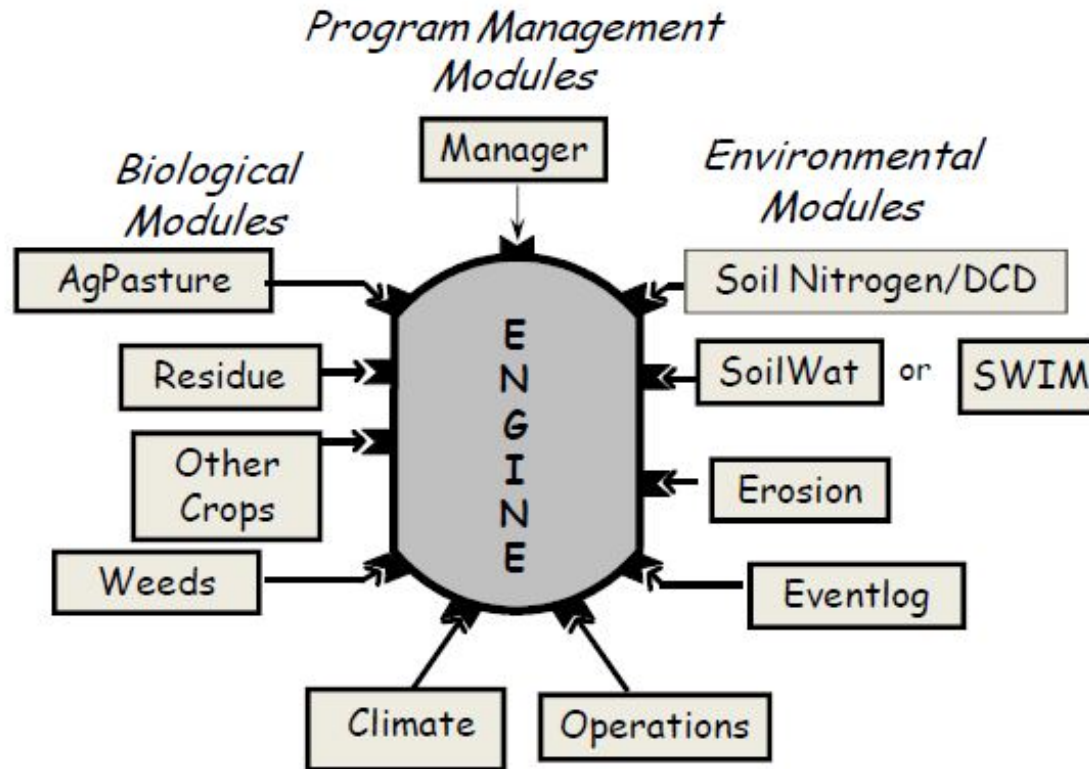 Program Management
Modules
Manager
Biological
Modules
Environmental
Modules
AgPasture
Soil Nitrogen/DCD
Residue
SoilWat or SWIM
Other
Crops
Erosion
Weeds
Eventlog
Climate
Operations
ENGINE